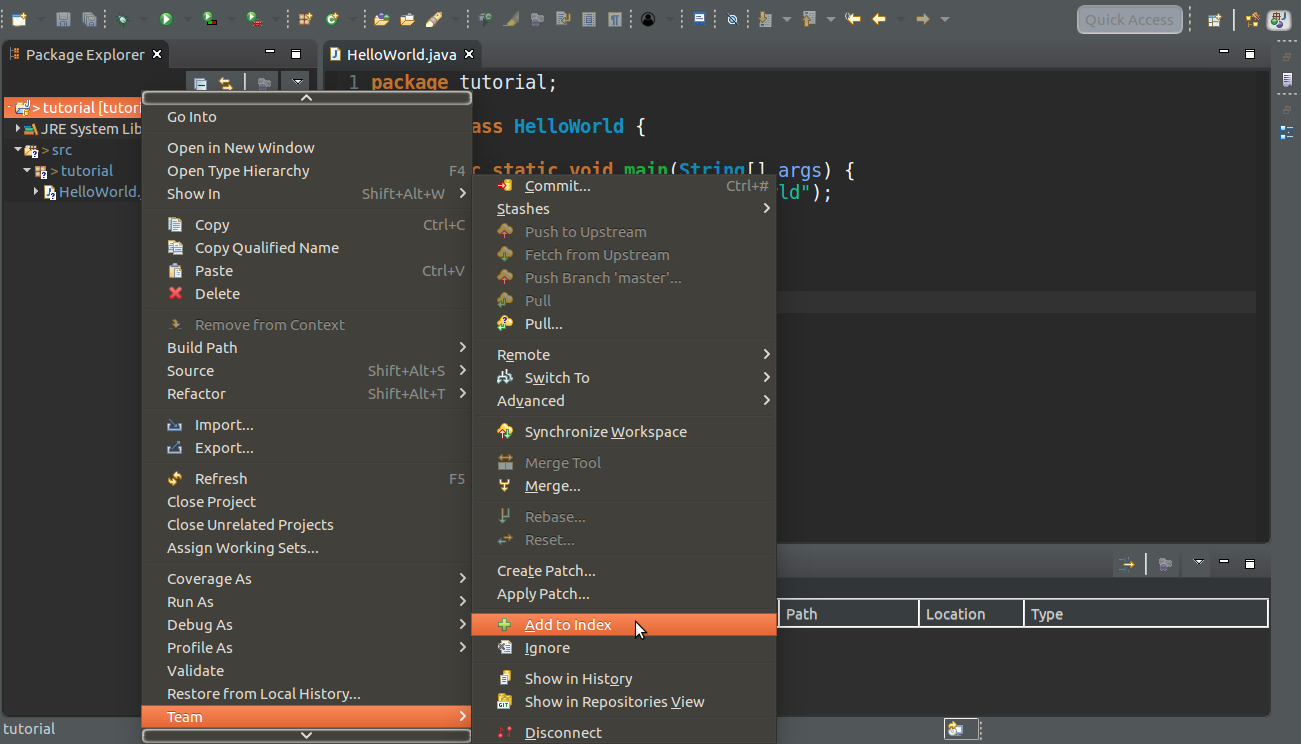 Quick Access
Package Explorer
HelloWorld.java
1 package tutorial;
ass HelloWorld {
c static void main(String[] args) {
ld");
> tutorial [tutor
JRE System Lib
> src
> tutorial
HelloWorld.
Go Into
Open in New Window
Open Type Hierarchy F4
Show In Shift+Alt+W
Copy Ctrl+C
Copy Qualified Name
Paste Ctrl+V
Delete
Remove from Context
Build Path
Source Shift+Alt+S
Refactor Shift+Alt+T
Import...
Export...
Refresh F5
Close Project
Close Unrelated Projects
Assign Working Sets...
Coverage As
Run As
Debug As
Profile As
Validate
Restore from Local History...
Team
Commit... Ctrl+#
Stashes
Push to Upstream
Fetch from Upstream
Push Branch 'master'...
Pull
Pull...
Remote
Switch To
Advanced
Synchronize Workspace
Merge Tool
Merge...
Rebase...
Reset...
Create Patch...
Apply Patch...
Add to Index
Ignore
Show in History
Show in Repositories View
Disconnect
Path Location Type
tutorial